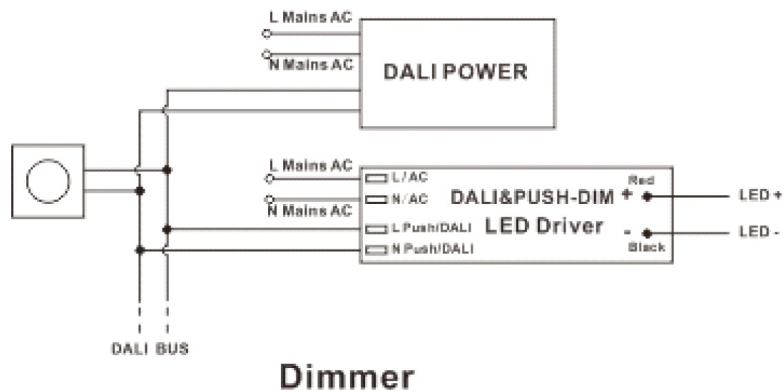 L Mains AC
N Mains AC
DALI POWER
L Mains AC
N Mains AC
L/AC
N/AC
L Push/DALI
N Push/DALI
DALI&PUSH-DIM
LED Driver
Red
+
-
Black
LED +
LED -
DALI BUS
Dimmer